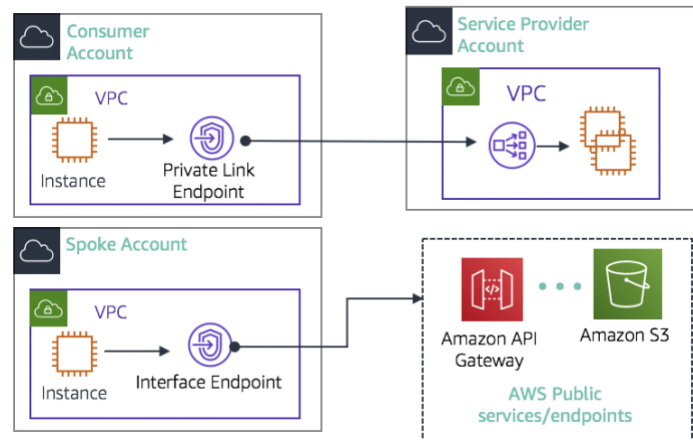 Consumer
Account
VPC
Instance
Private Link
Endpoint
Service Provider
Account
VPC
Spoke Account
VPC
Instance
Interface Endpoint
Amazon API
Gateway
Amazon S3
AWS Public
services/endpoints